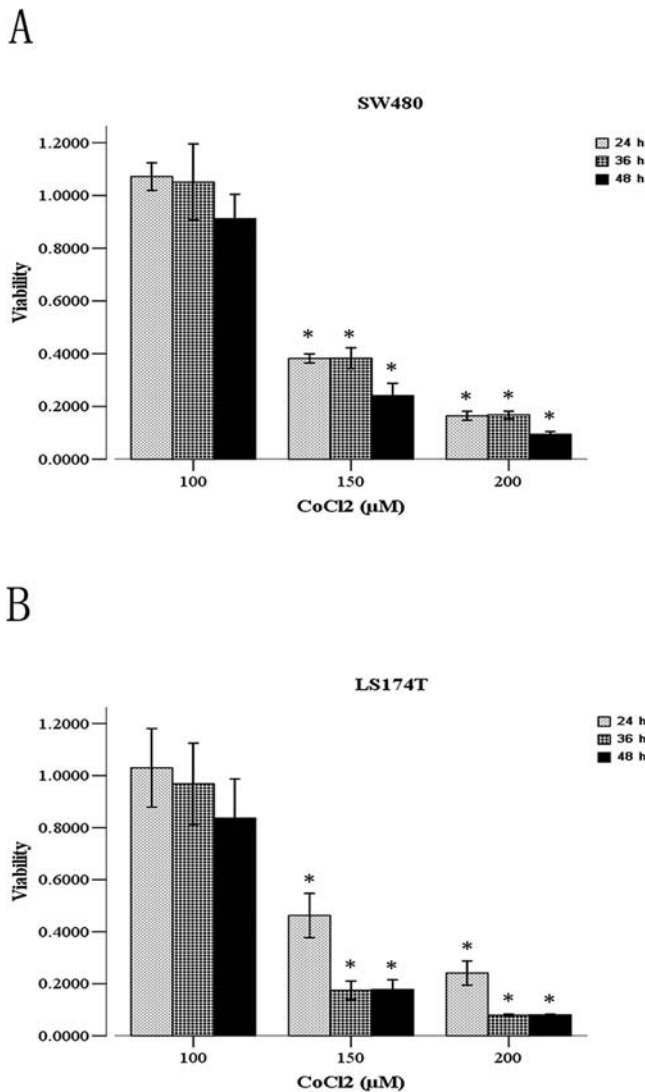 A
SW480
1.2000
1.0000
0.8000
0.6000
0.4000
0.2000
0.0000
Viability
24 h
36 h
48 h
* * *
* * *
100 150 200
CoCl2 (µM)
B
LS174T
1.2000
1.0000
0.8000
0.6000
0.4000
0.2000
0.0000
Viability
24 h
36 h
48 h
* * *
* * *
100 150 200
CoCl2 (µM)